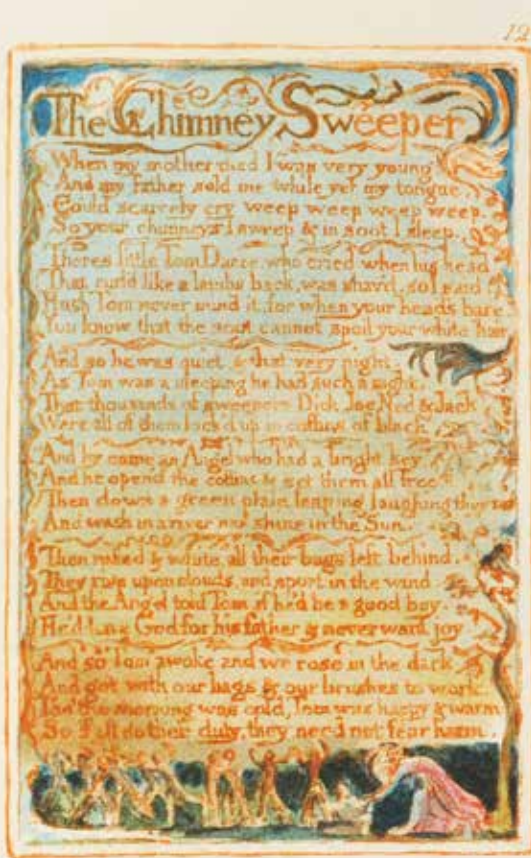 12
The Chimney Sweeper
When my mother died I was very young
And my father sold me while yet my tongue,
Could scarcely cry weep weep weep weep.
So your chimneys I sweep & in soot I sleep.
Theres little Tom Dacre, who cried when his head
That curl'd like a lambs back, was shav'd, so I said
Hush Tom never mind it, for when your head's bare
You know that the soot cannot spoil your white hair
And so he was quiet & that very night.
As Tom was a sleeping he had such a sight.
That thousands of sweepers Dick Joe Ned & Jack
Were all of them lock'd up in coffins of black
And by came an Angel who had a bright key
And he open'd the coffins & set them all free
Then down a green plain leaping laughing they run
And wash in a river and shine in the Sun.
Then naked & white, all their bags left behind.
They rise upon clouds, and sport in the wind
And the Angel told Tom if he'd be a good boy,
He'd have God for his father & never want joy
And so Tom awoke and we rose in the dark
And got with our bags & our brushes to work
Tho' the morning was cold, Tom was happy & warm
So if all do their duty, they need not fear harm.